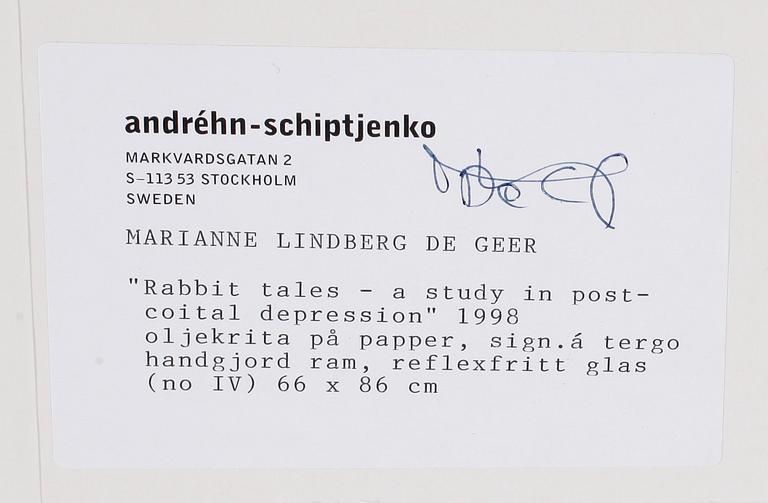 andréhn-schiptjenko
MARKVARDSGATAN 2
S–113 53 STOCKHOLM
SWEDEN
MARIANNE LINDBERG DE GEER
"Rabbit tales - a study in post-
coital depression" 1998
oljekrita på papper, sign.á tergo
handgjord ram, reflexfritt glas
(no IV) 66 x 86 cm